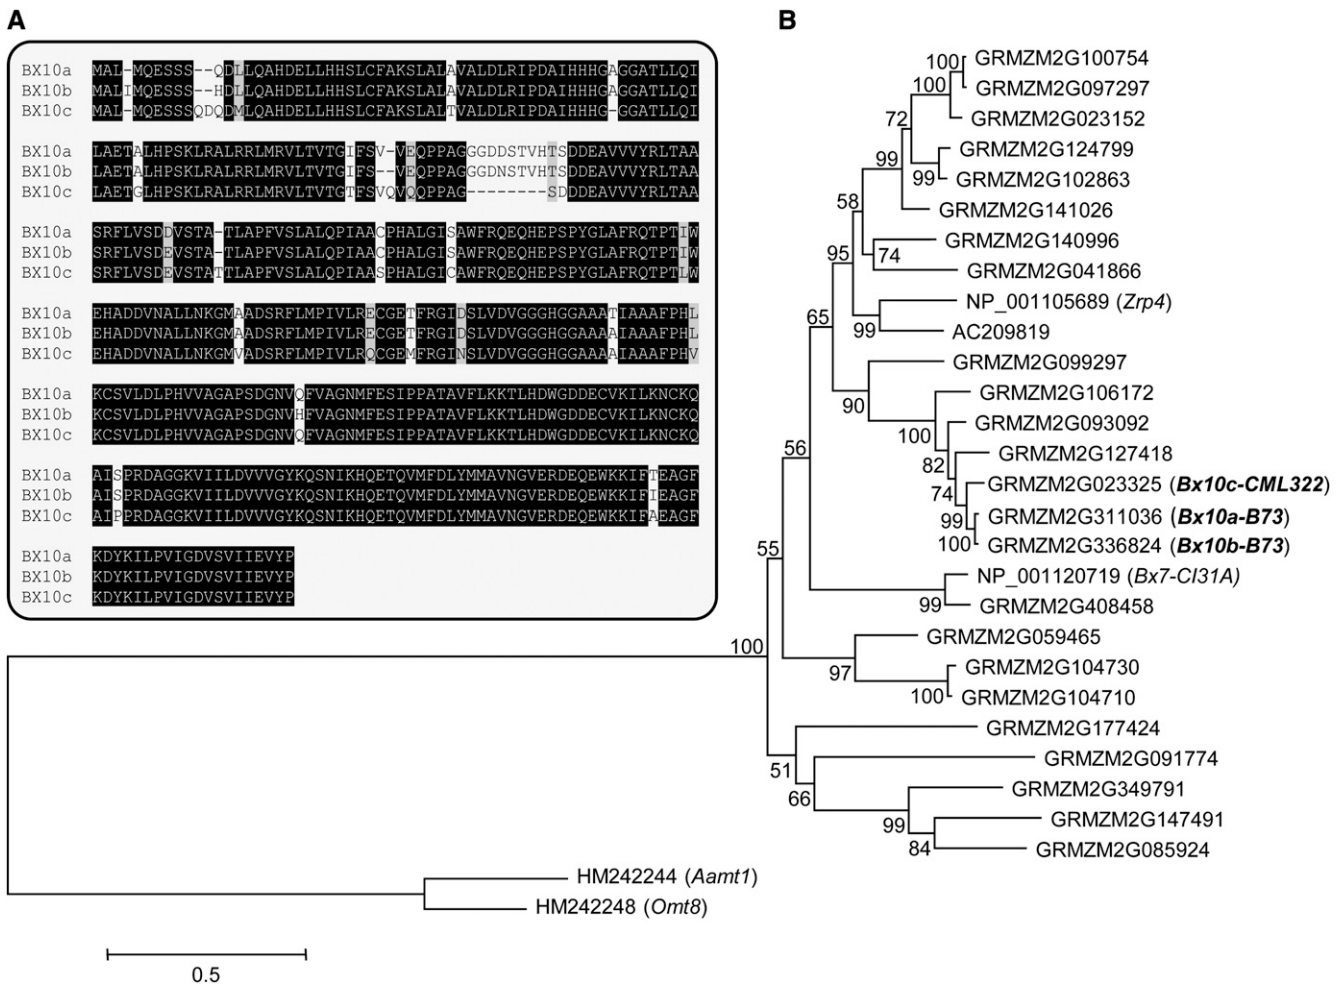 A
BX10a MAL-MQESSS--QDLLQAHDELLHHSLCFAKSLALAVALDLRIPDAIHHHGAGGATLLQI
BX10b MALIMQESSS--HDLLQAHDELLHHSLCFAKSLALAVALDLRIPDAIHHHGAGGATLLQI
BX10c MAL-MQESSSQDQDMLQAHDELLHHSLCFAKSLALTVALDLRIPDAIHHHG-GGATLLQI
BX10a LAETALHPSKLRALRRLMRVLTVTGIFSV-VEQPPAGGGDDSTVHTSDDEAVVVYRLTAA
BX10b LAETALHPSKLRALRRLMRVLTVTGIFSV-VEQPPAGGGDNSTVHTSDDEAVVVYRLTAA
BX10c LAETGLHPSKLRALRRLMRVLTVTGTFSVQVQQPPAG--------SDDDEAVVVYRLTAA
BX10a SRFLVSDDVSTA-TLAPFVSLALQPIAACPHALGISAWFRQEQHEPSPYGLAFRQTPTIW
BX10b SRFLVSDEVSTA-TLAPFVSLALQPIAACPHALGISAWFRQEQHEPSPYGLAFRQTPTIW
BX10c SRFLVSDEVSTATTLAPFVSLALQPIAASPHALGICAWFRQEQHEPSPYGLAFRQTPTLW
BX10a EHADDVNALLNKGMAADSRFLMPIVLRECGETFRGIDSLVDVGGGHGGAAATIAAAFPHL
BX10b EHADDVNALLNKGMAADSRFLMPIVLRECGETFRGIDSLVDVGGGHGGAAAAIAAAFPHL
BX10c EHADDVNALLNKGMVADSRFLMPIVLRQCGEMFRGINSLVDVGGGHGGAAAAIAAAFPHV
BX10a KCSVLDLPHVVAGAPSDGNVQFVAGNMFESIPPATAVFLKKTLHDWGDDECVKILKNCKQ
BX10b KCSVLDLPHVVAGAPSDGNVHFVAGNMFESIPPATAVFLKKTLHDWGDDECVKILKNCKQ
BX10c KCSVLDLPHVVAGAPSDGNVQFVAGNMFESIPPATAVFLKKTLHDWGDDECVKILKNCKQ
BX10a AISPRDAGGKVIILDVVVGYKQSNIKHQETQVMFDLYMMAVNGVERDEQEWKKIFTEAGF
BX10b AISPRDAGGKVIILDVVVGYKQSNIKHQETQVMFDLYMMAVNGVERDEQEWKKIFIEAGF
BX10c AIPPRDAGGKVIILDVVVGYKQSNIKHQETQVMFDLYMMAVNGVERDEQEWKKIFAEAGF
BX10a KDYKILPVIGDVSVIIEVYP
BX10b KDYKILPVIGDVSVIIEVYP
BX10c KDYKILPVIGDVSVIIEVYP
B
100 GRMZM2G100754
100 GRMZM2G097297
GRMZM2G023152
72
GRMZM2G124799
99
99 GRMZM2G102863
58 GRMZM2G141026
GRMZM2G140996
95 74
GRMZM2G041866
NP_001105689 (Zrp4)
65
99 AC209819
GRMZM2G099297
GRMZM2G106172
90
GRMZM2G093092
100
56 GRMZM2G127418
82
GRMZM2G023325 (Bx10c-CML322)
74
GRMZM2G311036 (Bx10a-B73)
99
100 GRMZM2G336824 (Bx10b-B73)
55
NP_001120719 (Bx7-CI31A)
99 GRMZM2G408458
GRMZM2G059465
100
97 GRMZM2G104730
100 GRMZM2G104710
GRMZM2G177424
51 GRMZM2G091774
66 GRMZM2G349791
99 GRMZM2G147491
84 GRMZM2G085924
HM242244 (Aamt1)
HM242248 (Omt8)
0.5